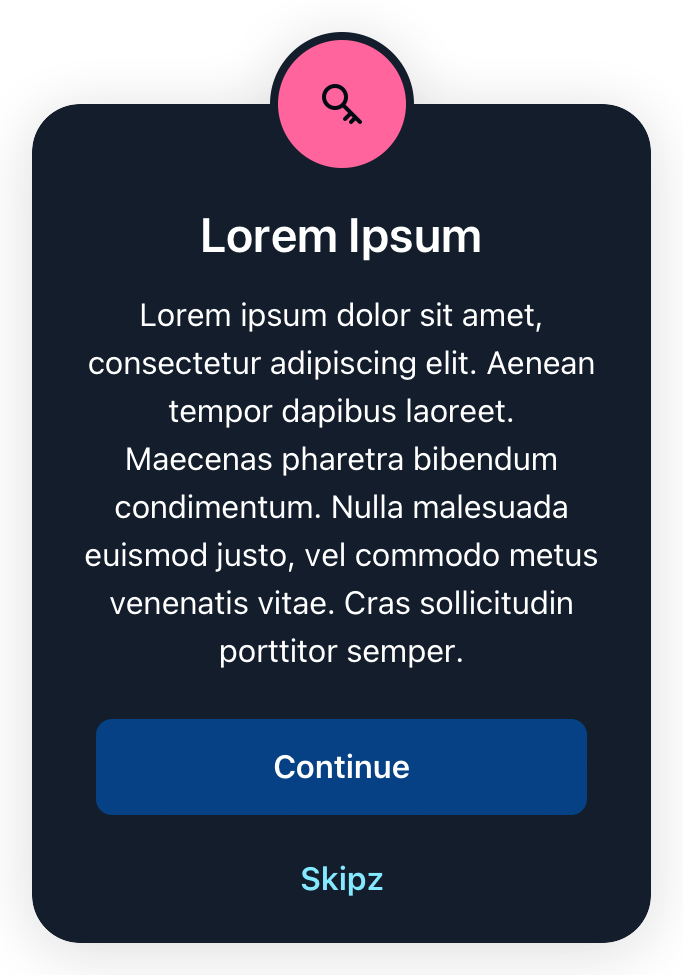 Lorem Ipsum
Lorem ipsum dolor sit amet,
consectetur adipiscing elit. Aenean
tempor dapibus laoreet.
Maecenas pharetra bibendum
condimentum. Nulla malesuada
euismod justo, vel commodo metus
venenatis vitae. Cras sollicitudin
porttitor semper.
Continue
Skipz